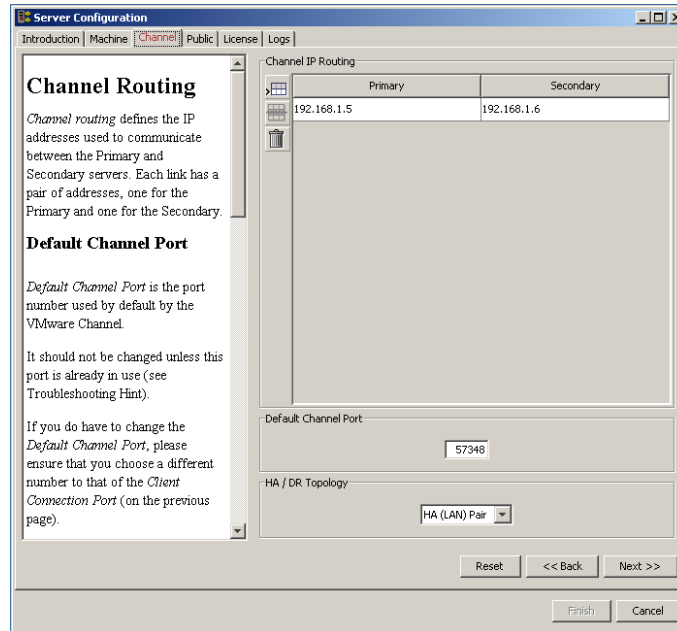 Server Configuration
Introduction
Machine
Channel
Public
License
Logs
Channel Routing
Channel routing defines the IP
addresses used to communicate
between the Primary and
Secondary servers. Each link has a
pair of addresses, one for the
Primary and one for the Secondary.
Default Channel Port
Default Channel Port is the port
number used by default by the
VMware Channel.
It should not be changed unless this
port is already in use (see
Troubleshooting Hint).
If you do have to change the
Default Channel Port, please
ensure that you choose a different
number to that of the Client
Connection Port (on the previous
page).
Channel IP Routing
Primary
Secondary
192.168.1.5
192.168.1.6
Default Channel Port
57348
HA / DR Topology
HA (LAN) Pair
Reset
<< Back
Next >>
Finish
Cancel